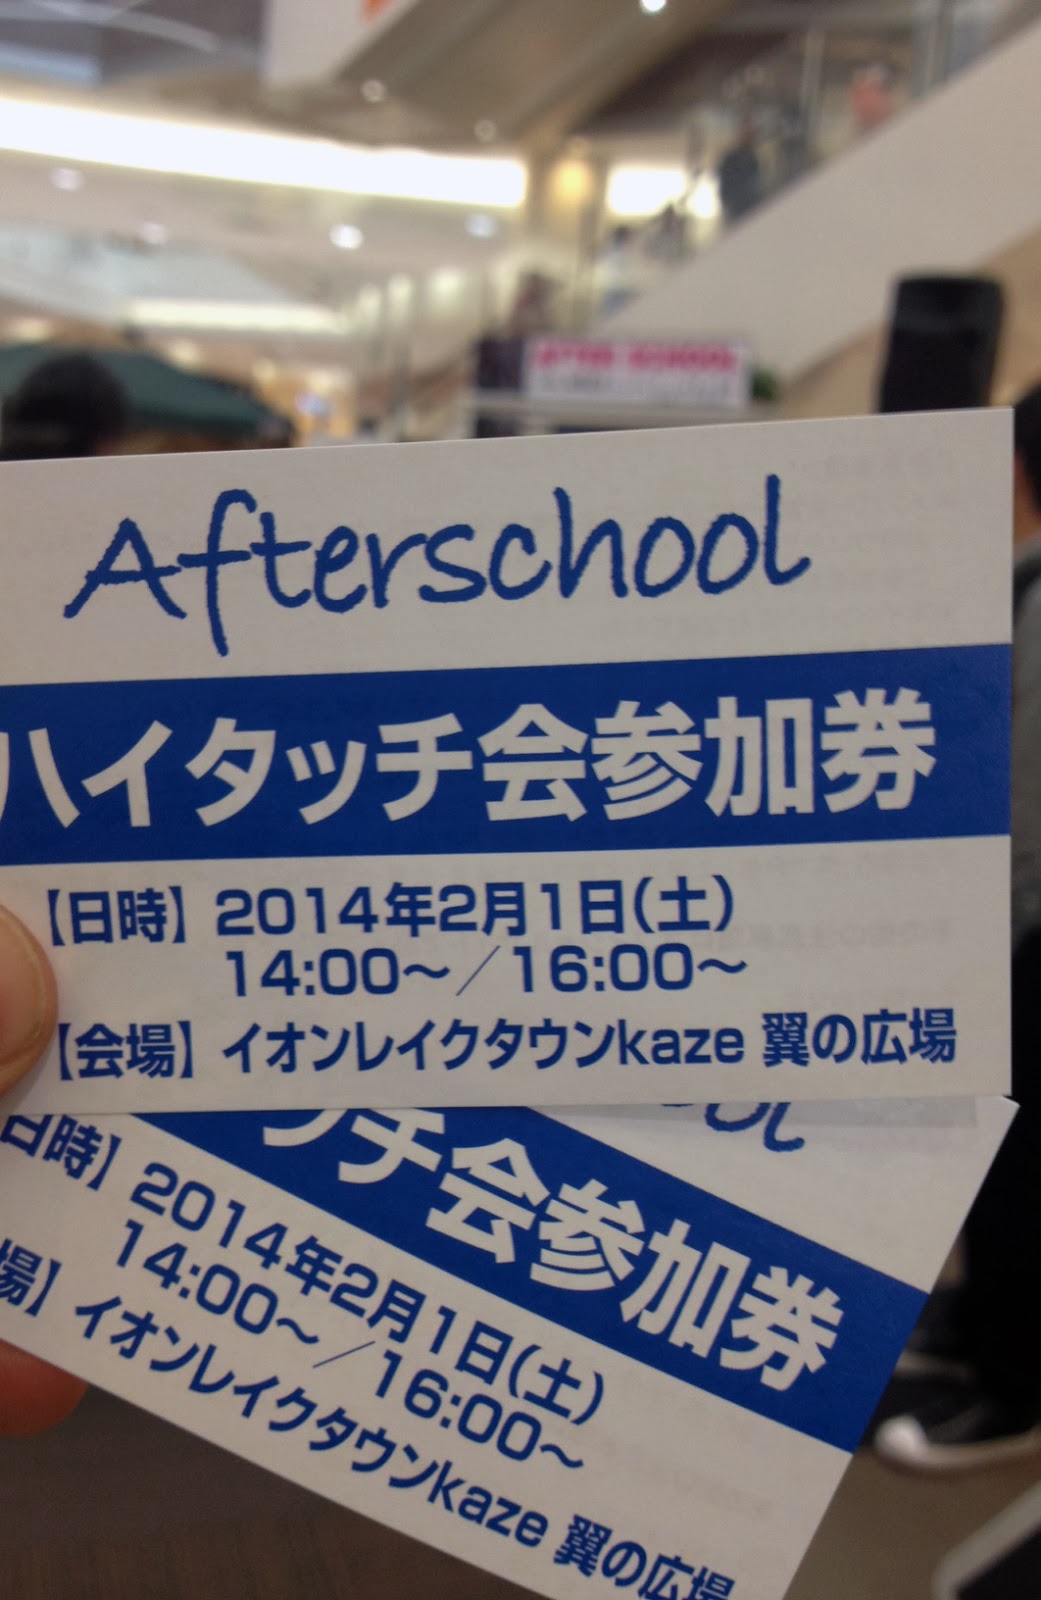 AFTER SCHOOL
Afterschool
ハイタッチ会参加券
【日時】2014年2月1日(土)
14:00〜／16:00〜
【会場】イオンレイクタウンkaze 翼の広場
ool
ッチ会参加券
日時】2014年2月1日(土)
14:00〜／16:00〜
場】イオンレイクタウンkaze 翼の広場